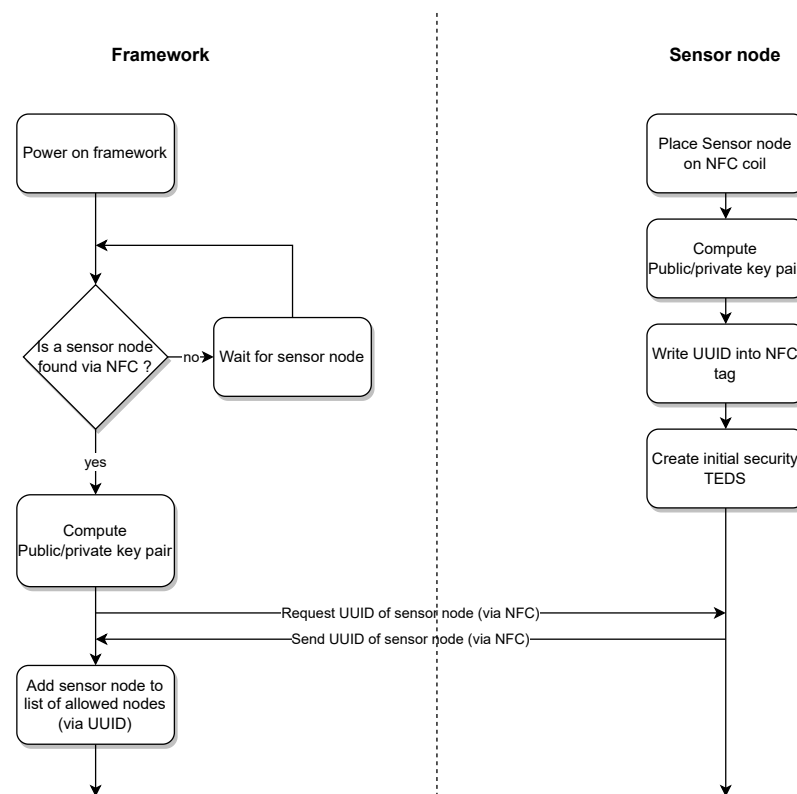 Framework
Sensor node
Power on framework
Is a sensor node
found via NFC ?
no
Wait for sensor node
yes
Compute
Public/private key pair
Request UUID of sensor node (via NFC)
Send UUID of sensor node (via NFC)
Add sensor node to
list of allowed nodes
(via UUID)
Place Sensor node
on NFC coil
Compute
Public/private key pair
Write UUID into NFC
tag
Create initial security
TEDS